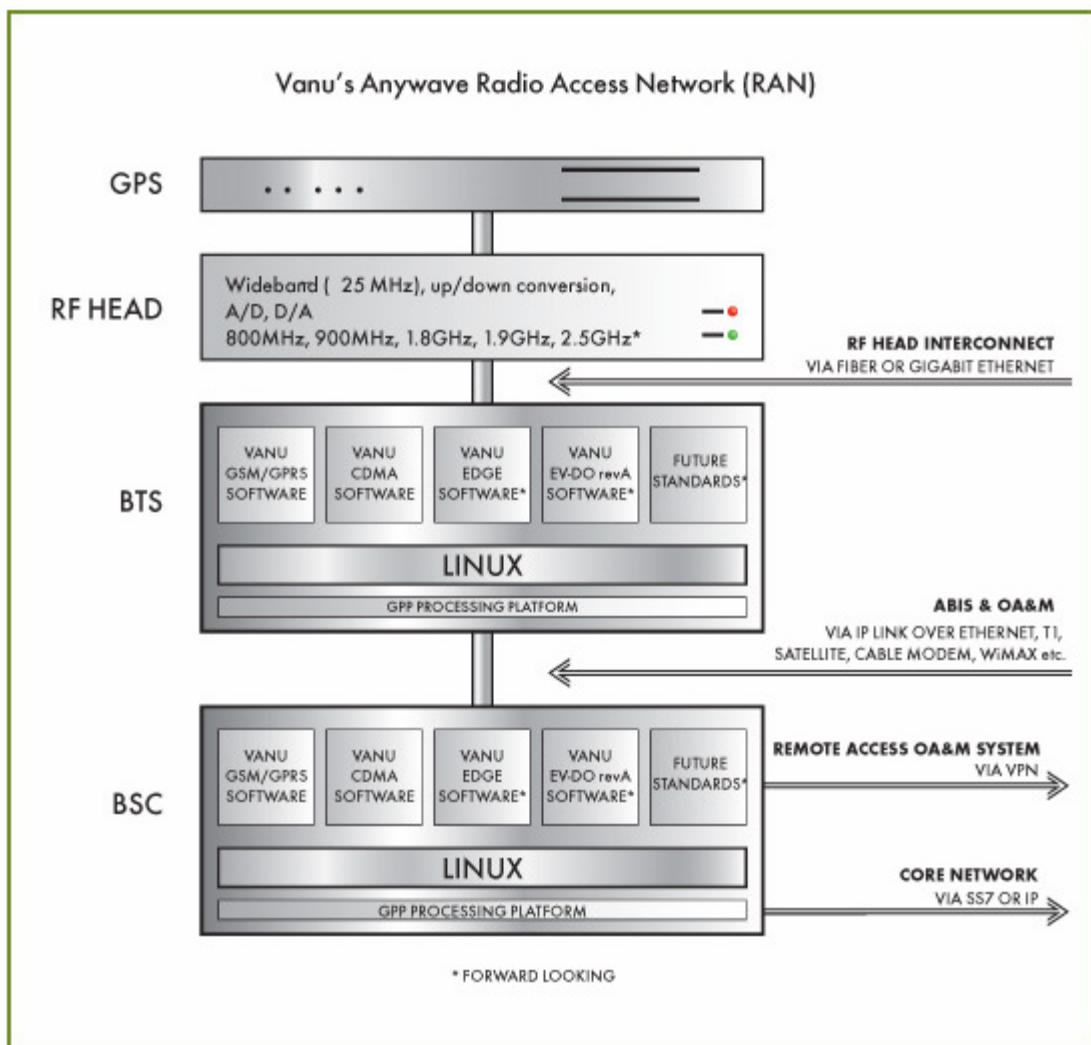 Vanu's Anywave Radio Access Network (RAN)
GPS
RF HEAD
Wideband ( 25 MHz), up/down conversion,
A/D, D/A
800MHz, 900MHz, 1.8GHz, 1.9GHz, 2.5GHz*
RF HEAD INTERCONNECT
VIA FIBER OR GIGABIT ETHERNET
BTS
VANU
GSM/GPRS
SOFTWARE
VANU
CDMA
SOFTWARE
VANU
EDGE
SOFTWARE*
VANU
EV-DO revA
SOFTWARE*
FUTURE
STANDARDS*
LINUX
GPP PROCESSING PLATFORM
ABIS & OA&M
VIA IP LINK OVER ETHERNET, T1,
SATELLITE, CABLE MODEM, WiMAX etc.
BSC
VANU
GSM/GPRS
SOFTWARE
VANU
CDMA
SOFTWARE
VANU
EDGE
SOFTWARE*
VANU
EV-DO revA
SOFTWARE*
FUTURE
STANDARDS*
LINUX
GPP PROCESSING PLATFORM
REMOTE ACCESS OA&M SYSTEM
VIA VPN
CORE NETWORK
VIA SS7 OR IP
* FORWARD LOOKING